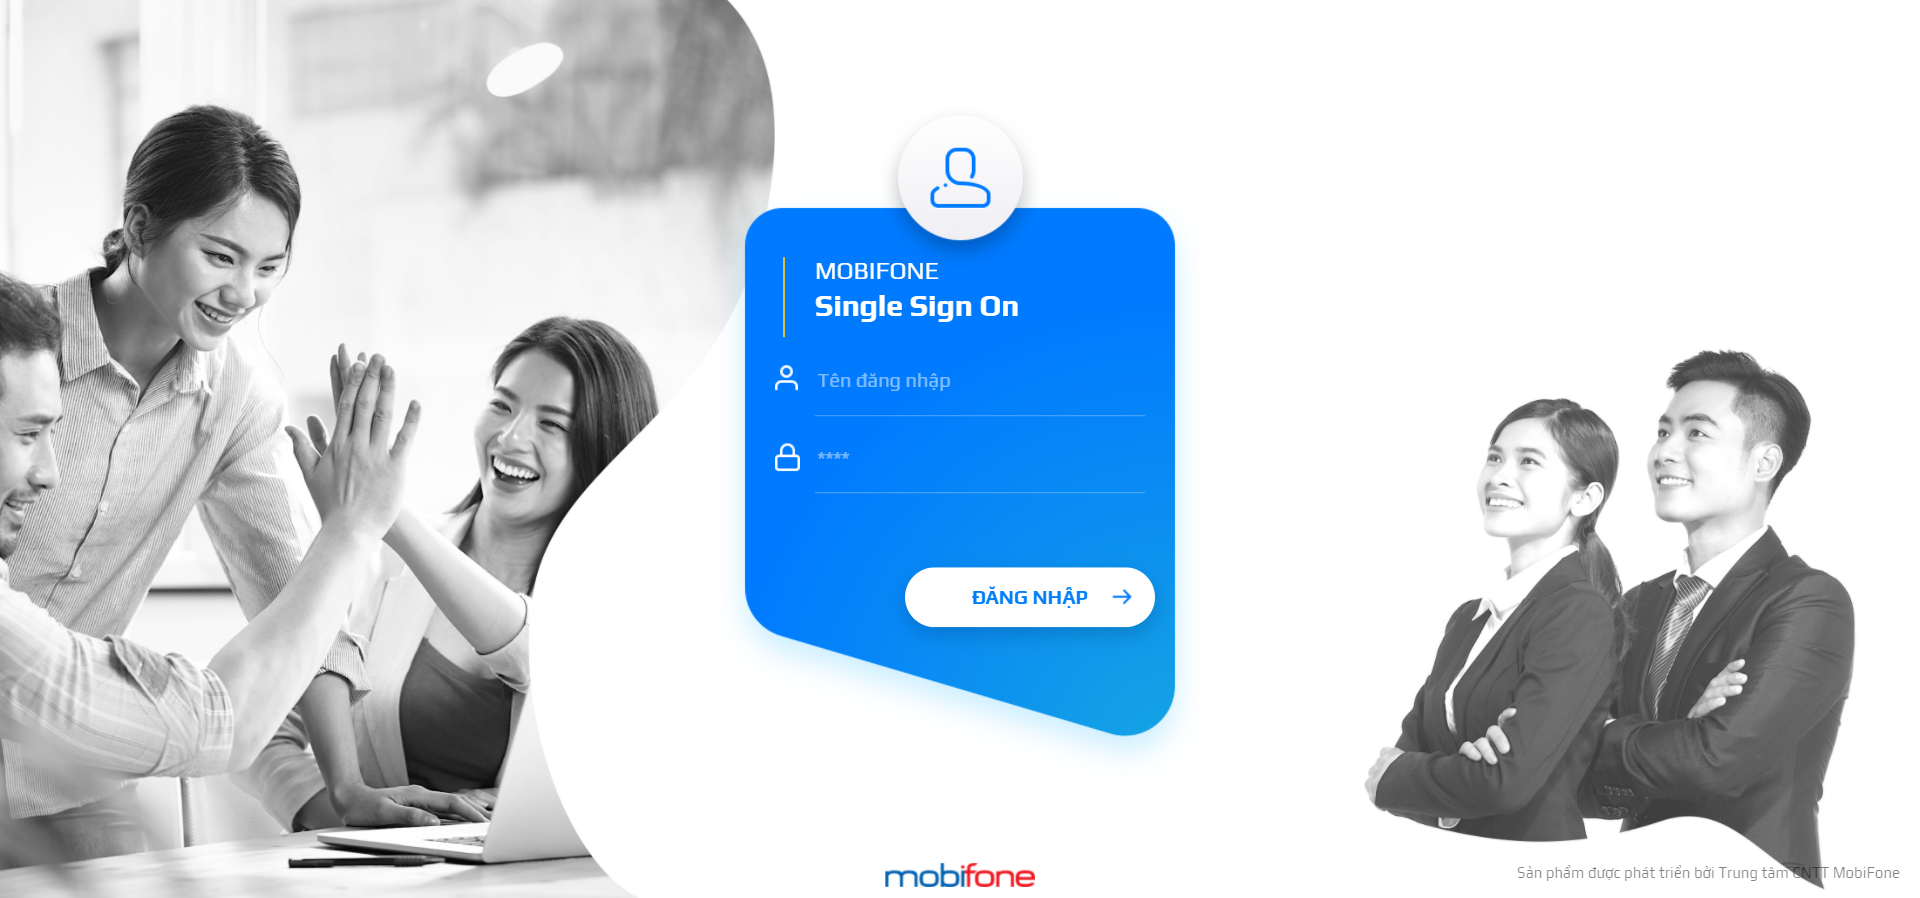 MOBIFONE
Single Sign On
Tên đăng nhập
****
ĐĂNG NHẬP
mobifone
Sản phẩm được phát triển bởi Trung tâm CNTT MobiFone